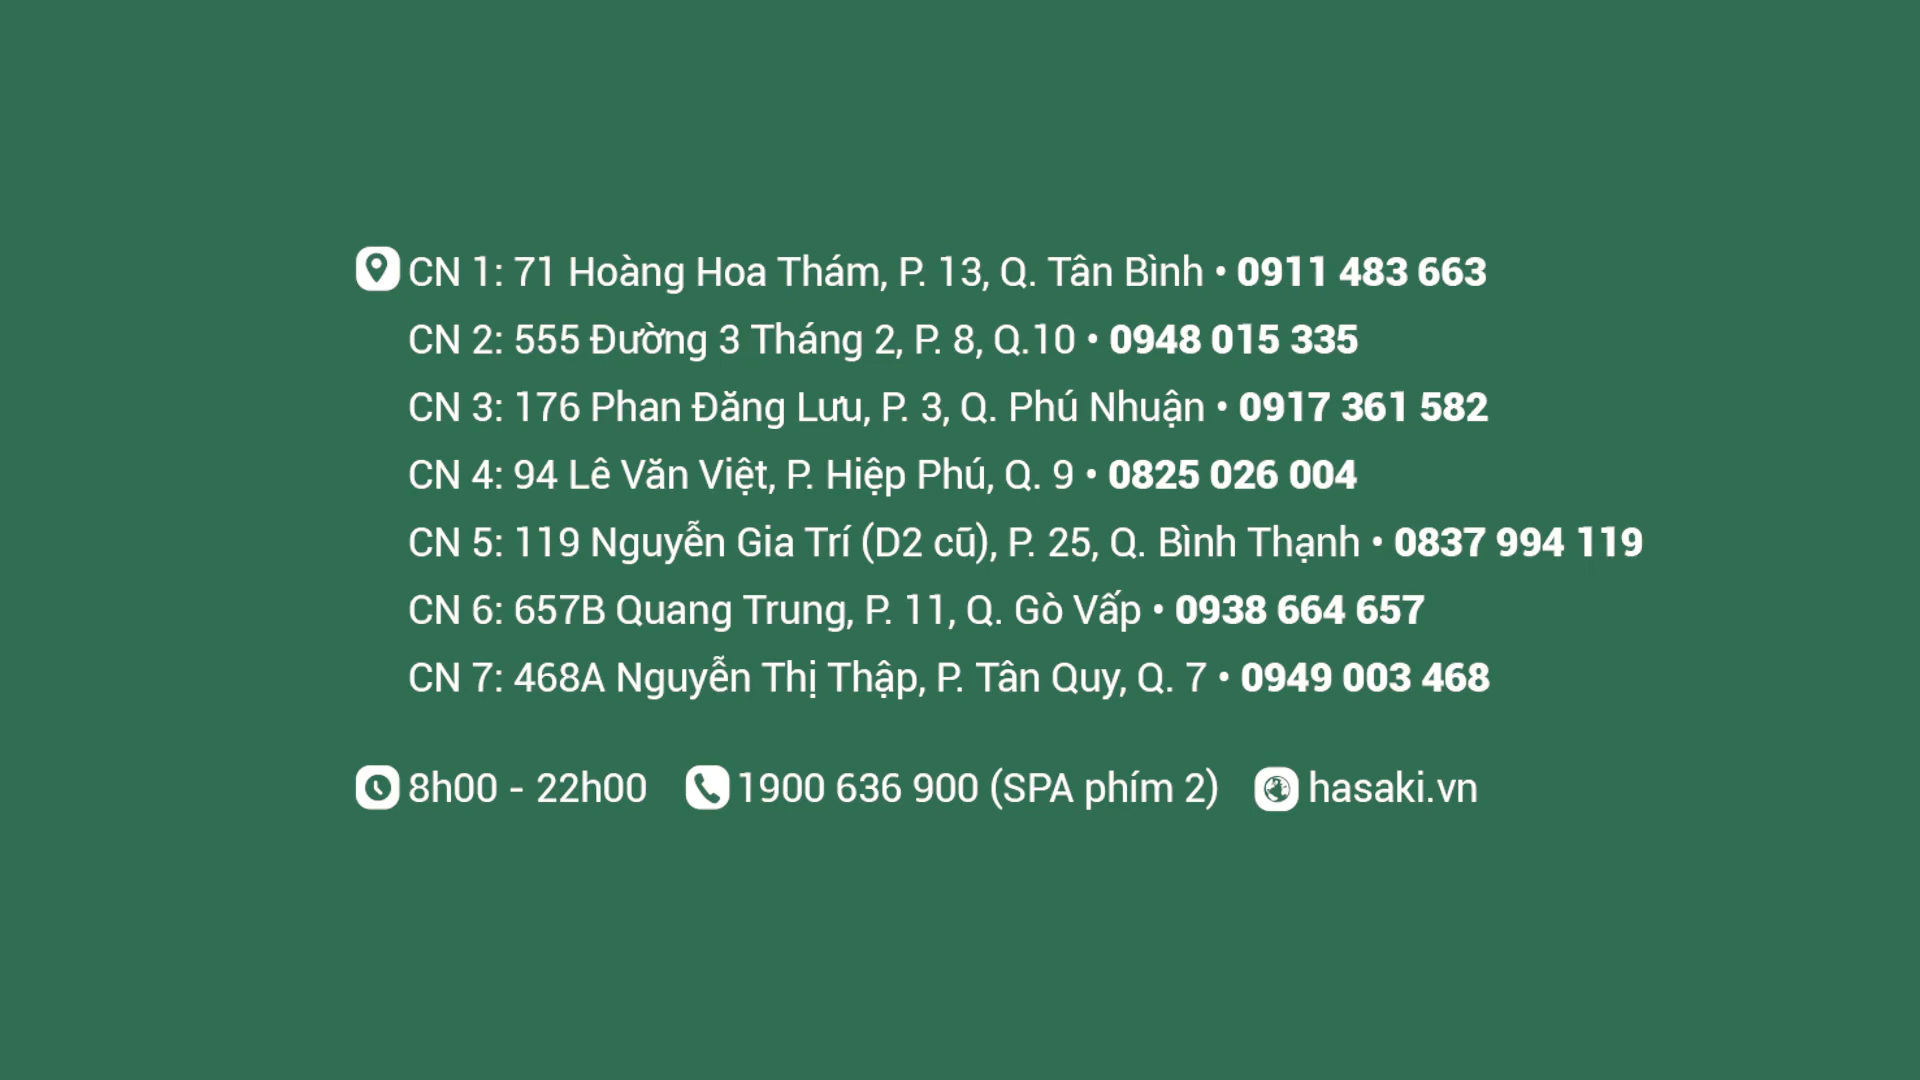 CN 1: 71 Hoàng Hoa Thám, P. 13, Q. Tân Bình • 0911 483 663
CN 2: 555 Đường 3 Tháng 2, P. 8, Q.10 • 0948 015 335
CN 3: 176 Phan Đăng Lưu, P. 3, Q. Phú Nhuận • 0917 361 582
CN 4: 94 Lê Văn Việt, P. Hiệp Phú, Q. 9 • 0825 026 004
CN 5: 119 Nguyễn Gia Trí (D2 cũ), P. 25, Q. Bình Thạnh • 0837 994 119
CN 6: 657B Quang Trung, P. 11, Q. Gò Vấp • 0938 664 657
CN 7: 468A Nguyễn Thị Thập, P. Tân Quy, Q. 7 • 0949 003 468
8h00 - 22h00 1900 636 900 (SPA phím 2) hasaki.vn